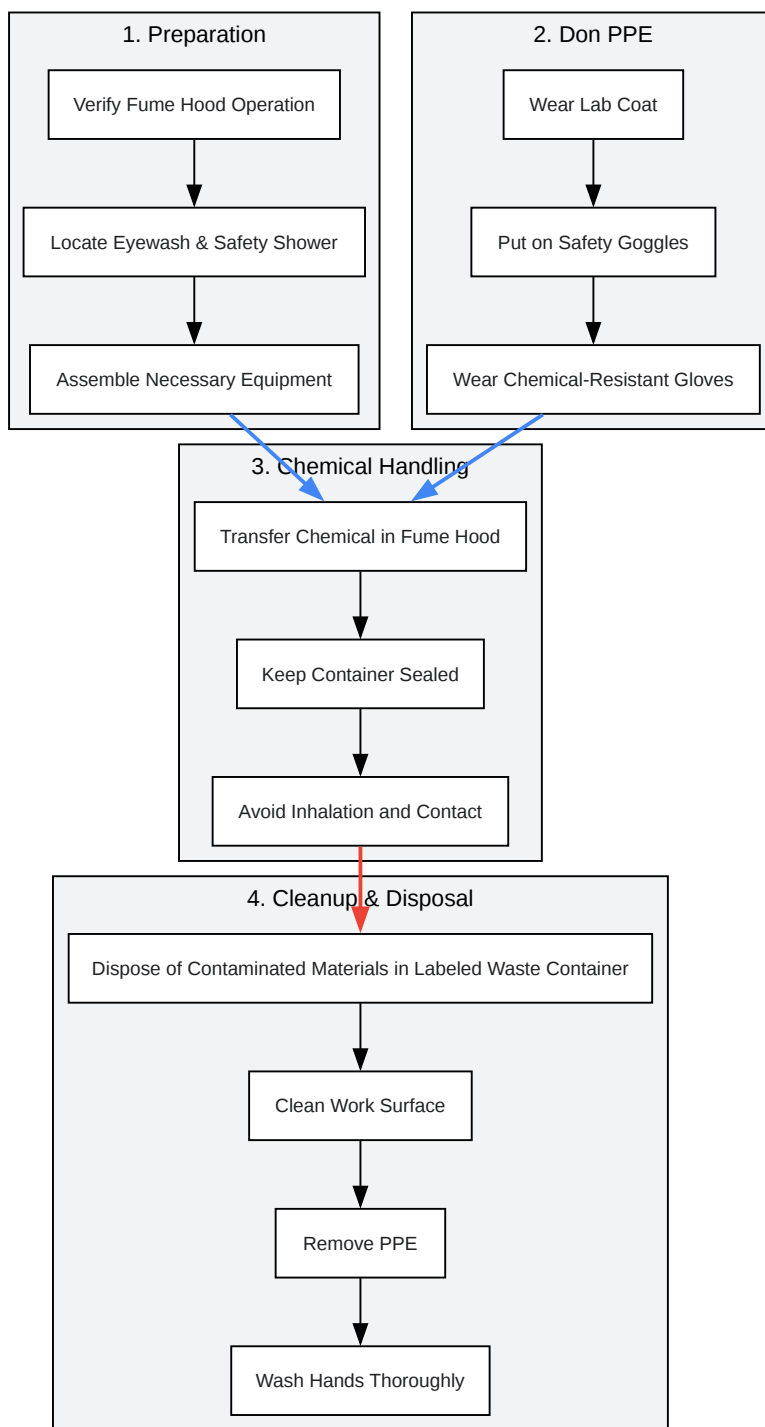 1. Preparation
Verify Fume Hood Operation
Locate Eyewash & Safety Shower
Assemble Necessary Equipment
2. Don PPE
Wear Lab Coat
Put on Safety Goggles
Wear Chemical-Resistant Gloves
3. Chemical Handling
Transfer Chemical in Fume Hood
Keep Container Sealed
Avoid Inhalation and Contact
4. Cleanup & Disposal
Dispose of Contaminated Materials in Labeled Waste Container
Clean Work Surface
Remove PPE
Wash Hands Thoroughly